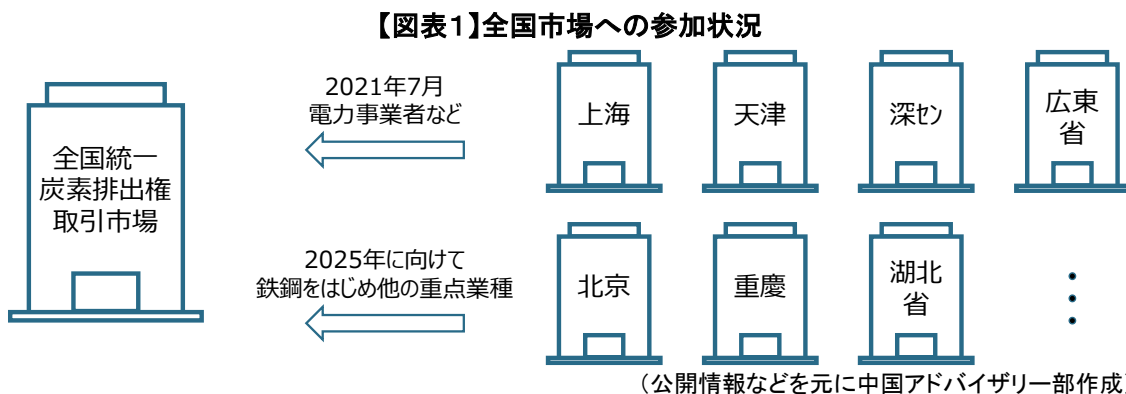 【図表1】全国市場への参加状況
全国統一
炭素排出権
取引市場
2021年7月
電力事業者など
2025年に向けて
鉄鋼をはじめ他の重点業種
上海
天津
深セン
広東
省
北京
重慶
湖北
省
（公開情報などを元に中国アドバイザリー部作成）